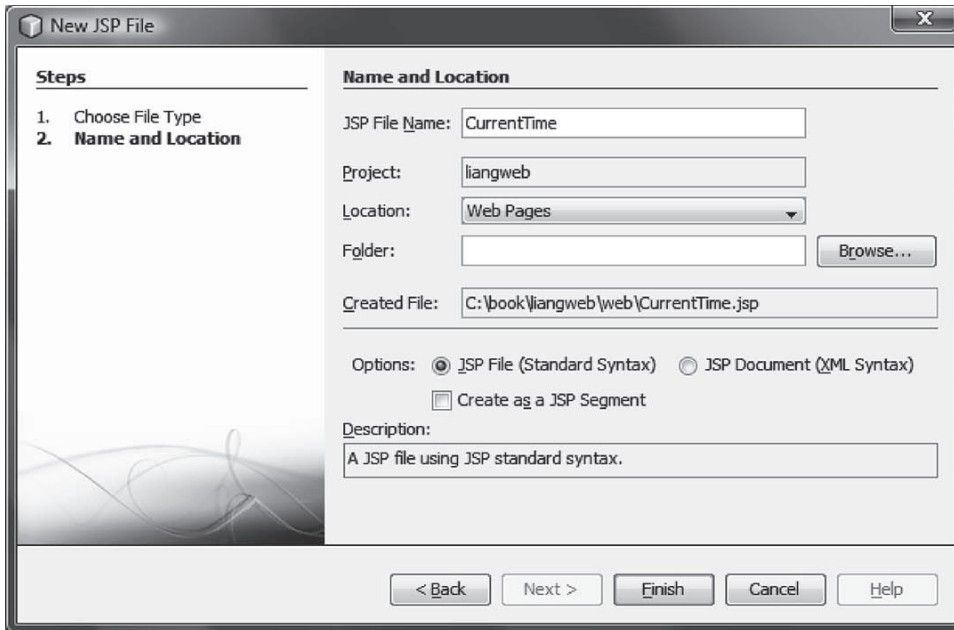 New JSP File
Steps
1. Choose File Type
2. Name and Location
Name and Location
JSP File Name: CurrentTime
Project: liangweb
Location: Web Pages
Folder: Browse...
Created File: C:\book\liangweb\web\CurrentTime.jsp
Options: JSP File (Standard Syntax) JSP Document (XML Syntax)
Create as a JSP Segment
Description:
A JSP file using JSP standard syntax.
< Back Next > Finish Cancel Help